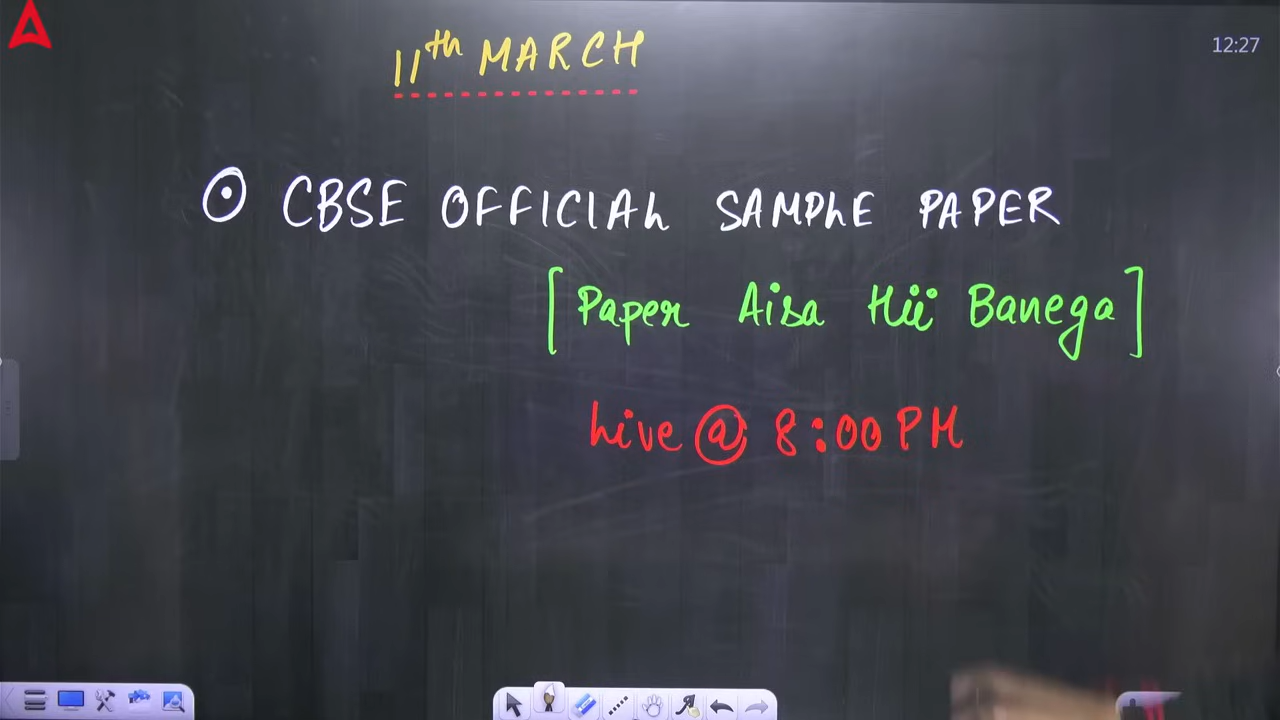 11th MARCH
12:27
CBSE OFFICIAL SAMPLE PAPER
[Paper Aisa Hii Banega]
Live @ 8:00 PM